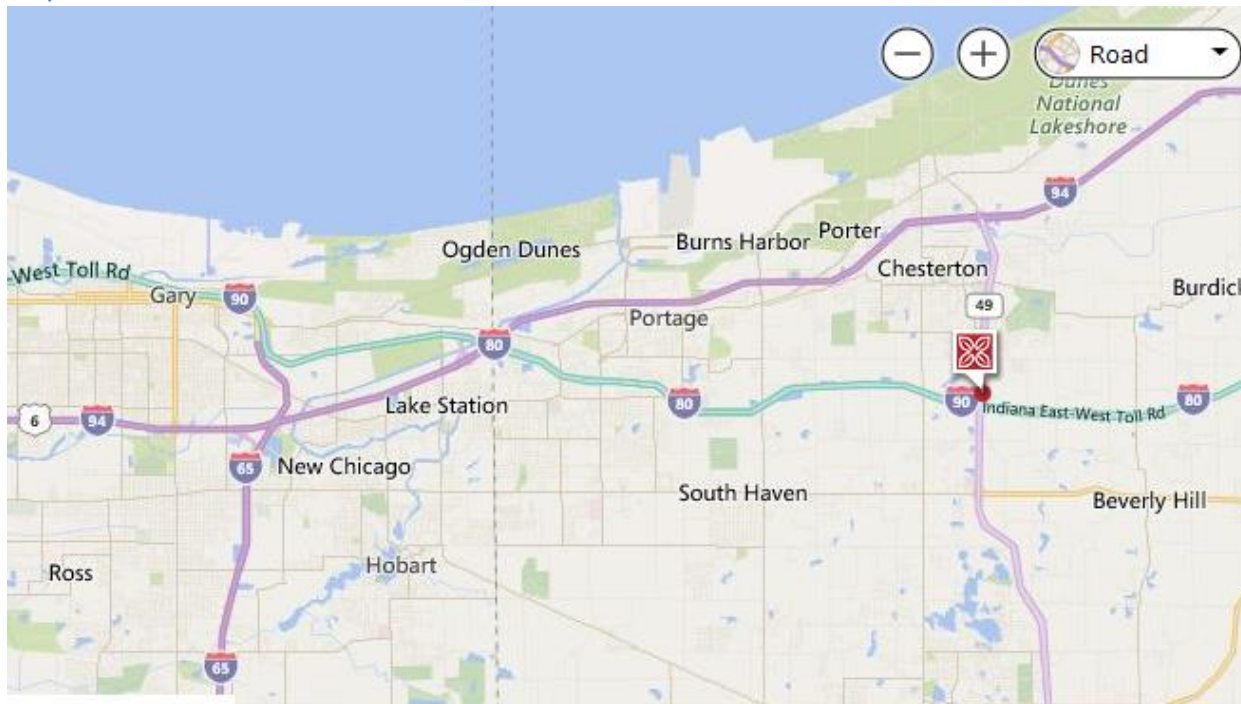 Road
Dunes
National
Lakeshore
94
Porter
Burns Harbor
Ogden Dunes
Chesterton
-West Toll Rd
Burdick
Gary
90
49
Portage
80
Lake Station
80
90
Indiana East-West Toll Rd
80
6
94
New Chicago
65
South Haven
Beverly Hill
Hobart
Ross
65